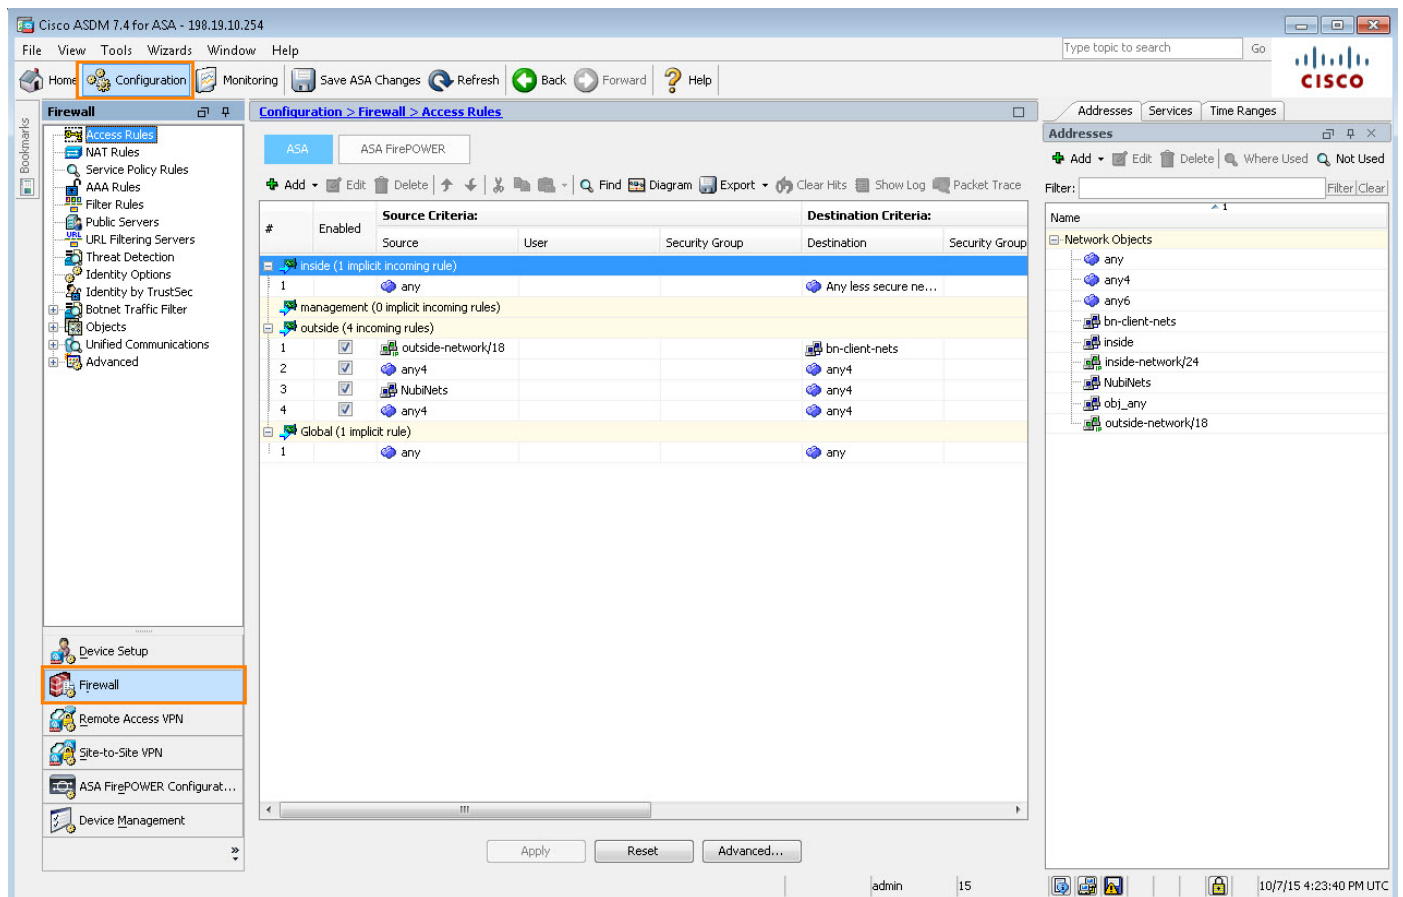 Cisco ASDM 7.4 for ASA - 198.19.10.254
File View Tools Wizards Window Help
Type topic to search Go
Home Configuration Monitoring Save ASA Changes Refresh Back Forward Help
CISCO
Bookmarks
Firewall
Access Rules
NAT Rules
Service Policy Rules
AAA Rules
Filter Rules
Public Servers
URL Filtering Servers
Threat Detection
Identity Options
Identity by TrustSec
Botnet Traffic Filter
Objects
Unified Communications
Advanced
Device Setup
Firewall
Remote Access VPN
Site-to-Site VPN
ASA FirePOWER Configurat...
Device Management
Configuration > Firewall > Access Rules
ASA ASA FirePOWER
Add Edit Delete Find Diagram Export Clear Hits Show Log Packet Trace
# Enabled Source Criteria: Destination Criteria:
Source User Security Group Destination Security Group
inside (1 implicit incoming rule)
1 any Any less secure ne...
management (0 implicit incoming rules)
outside (4 incoming rules)
1 outside-network/18 bn-client-nets
2 any4 any4
3 NubiNets any4
4 any4 any4
Global (1 implicit rule)
1 any any
Apply Reset Advanced...
Addresses Services Time Ranges
Addresses
Add Edit Delete Where Used Not Used
Filter: Filter Clear
Name 1
Network Objects
any
any4
any6
bn-client-nets
inside
inside-network/24
NubiNets
obj_any
outside-network/18
admin 15 10/7/15 4:23:40 PM UTC